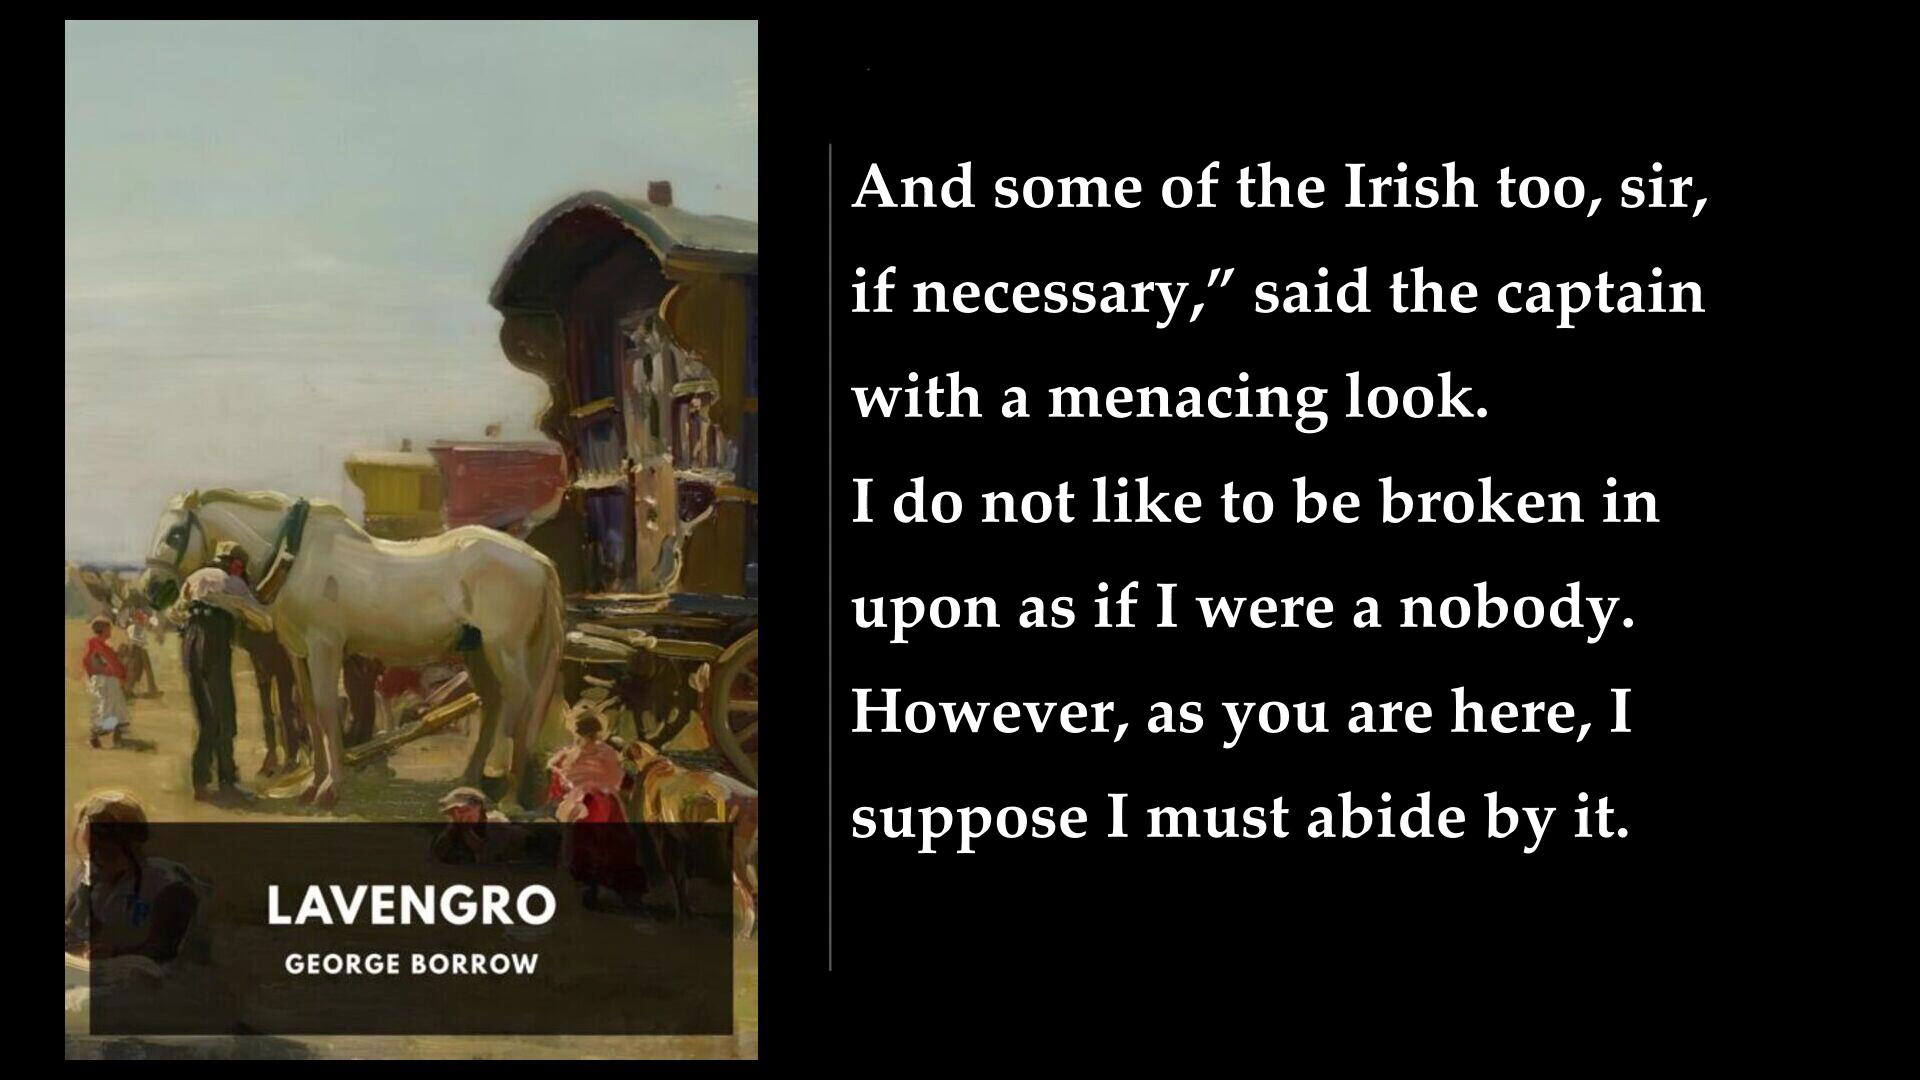 And some of the Irish too, sir,
if necessary,” said the captain
with a menacing look.
I do not like to be broken in
upon as if I were a nobody.
However, as you are here, I
suppose I must abide by it.
LAVENGRO
GEORGE BORROW